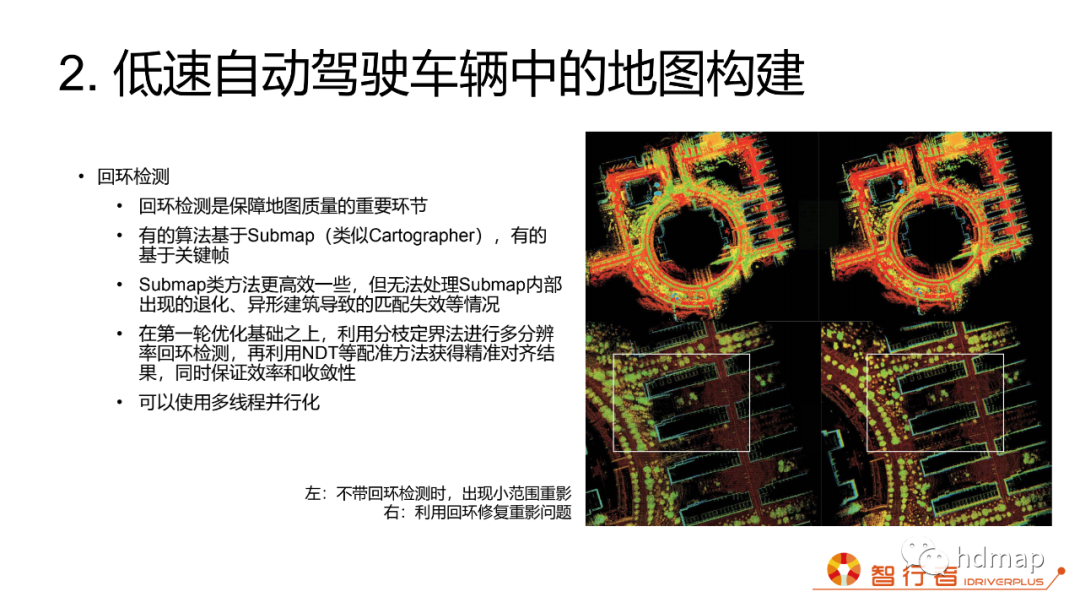 2. 低速自动驾驶车辆中的地图构建
• 回环检测
• 回环检测是保障地图质量的重要环节
• 有的算法基于Submap（类似Cartographer），有的
基于关键帧
• Submap类方法更高效一些，但无法处理Submap内部
出现的退化、异形建筑导致的匹配失效等情况
• 在第一轮优化基础之上，利用分枝定界法进行多分辨
率回环检测，再利用NDT等配准方法获得精准对齐结
果，同时保证效率和收敛性
• 可以使用多线程并行化
左：不带回环检测时，出现小范围重影
右：利用回环修复重影问题
hdmap
智行者 IDRIVERPLUS